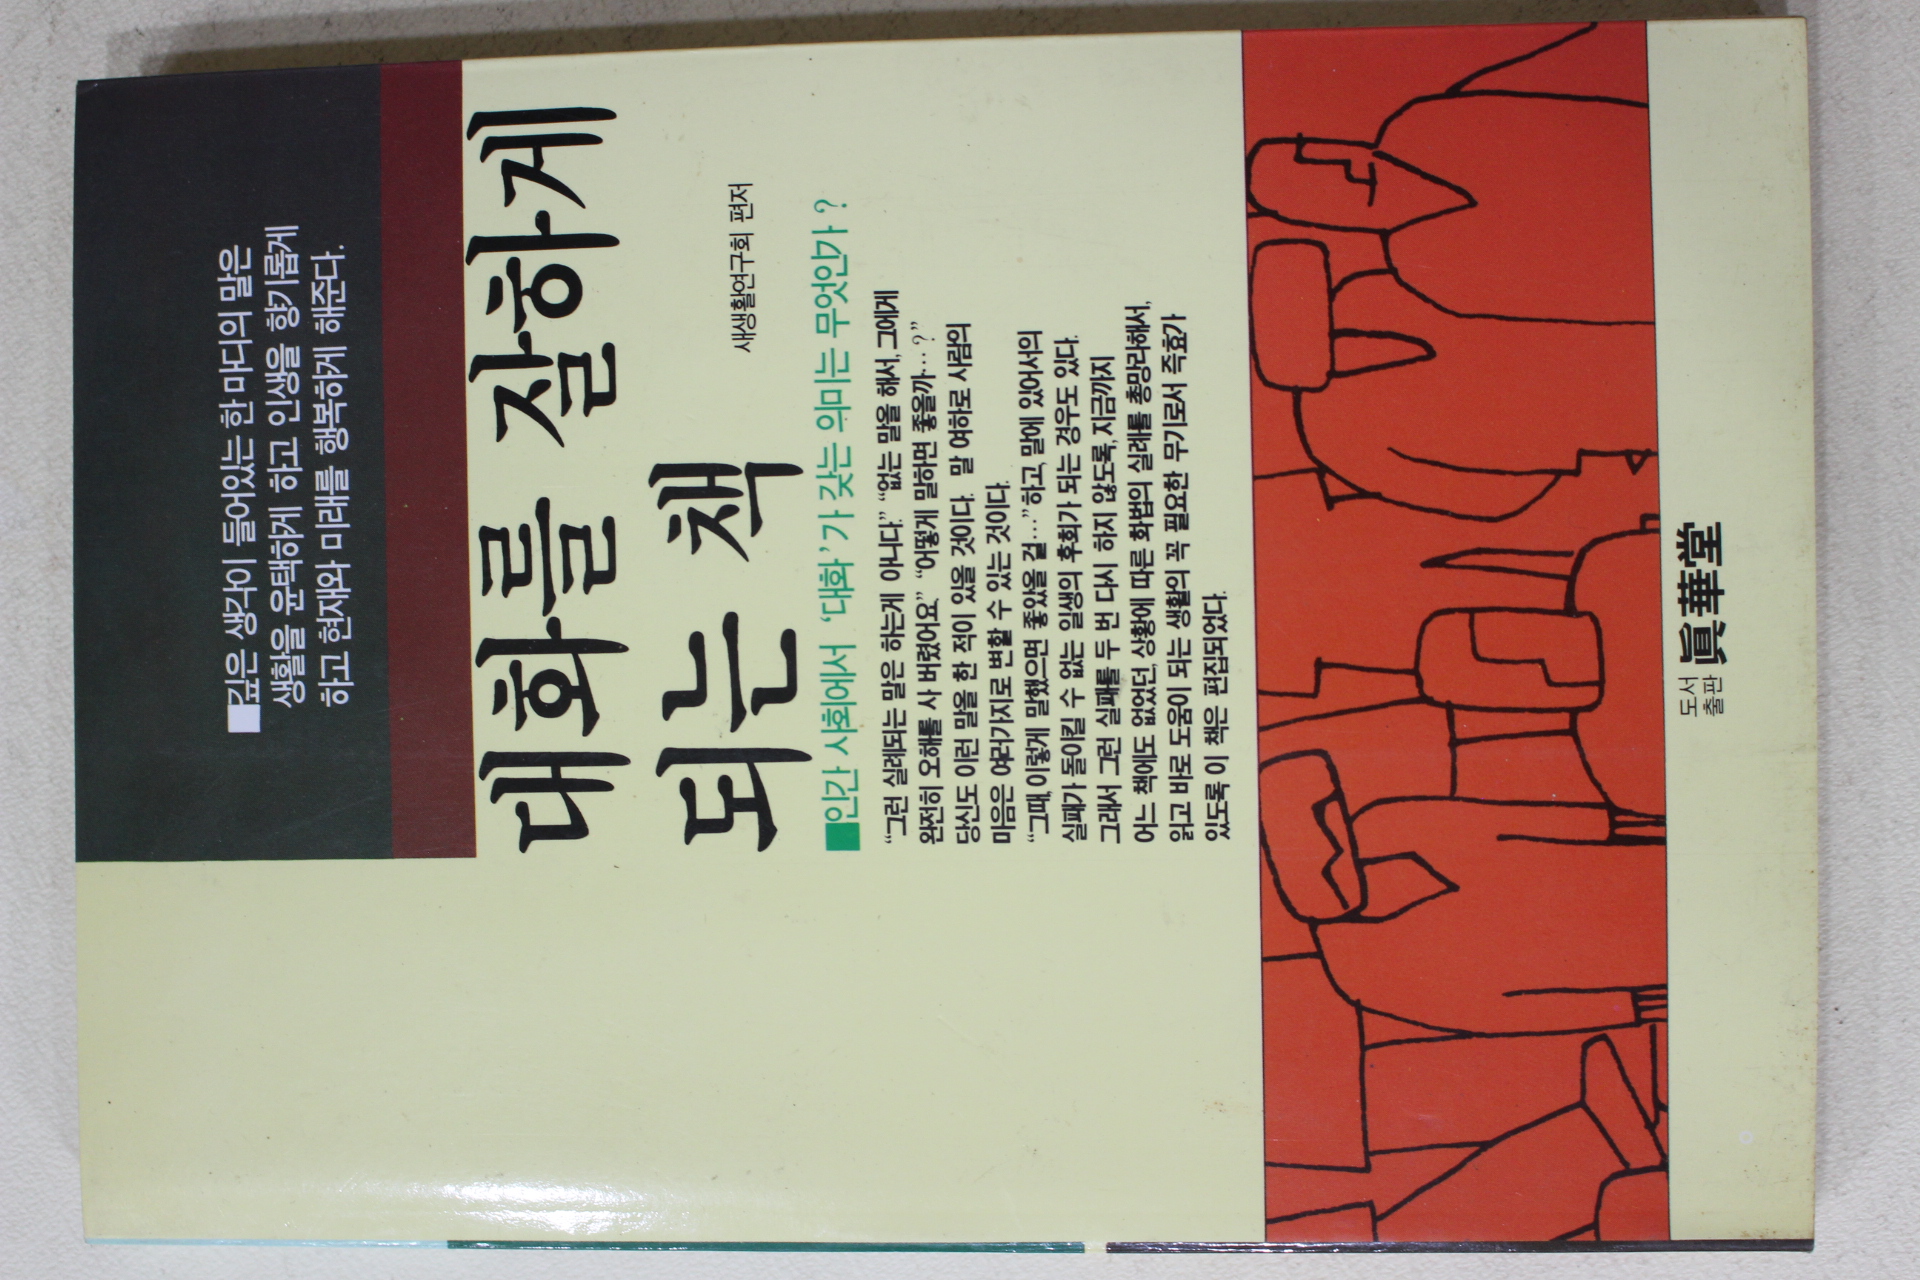 ■깊은 생각이 들어있는 한 마디의 말은
생활을 윤택하게 하고 인생을 향기롭게
하고 현재와 미래를 행복하게 해준다.
대화를 잘하게
되는 책
새생활연구회 편저
■인간 사회에서 ‘대화’가 갖는 의미는 무엇인가?
“그런 실례되는 말은 하는게 아니다.” “없는 말을 해서, 그에게
완전히 오해를 사 버렸어요.” “어떻게 말하면 좋을까…?”
당신도 이런 말을 한 적이 있을 것이다. 말 여하로 사람의
마음은 여러가지로 변할 수 있는 것이다.
“그때, 이렇게 말했으면 좋았을 걸…” 하고, 말에 있어서의
실패가 돌이킬 수 없는 일생의 후회가 되는 경우도 있다.
그래서 그런 실패를 두 번 다시 하지 않도록, 지금까지
어느 책에도 없었던, 상황에 따른 화법의 실례를 총망라해서,
읽고 바로 도움이 되는 생활의 꼭 필요한 무기로서 즉효가
있도록 이 책은 편집되었다.
도서
출판 眞華堂